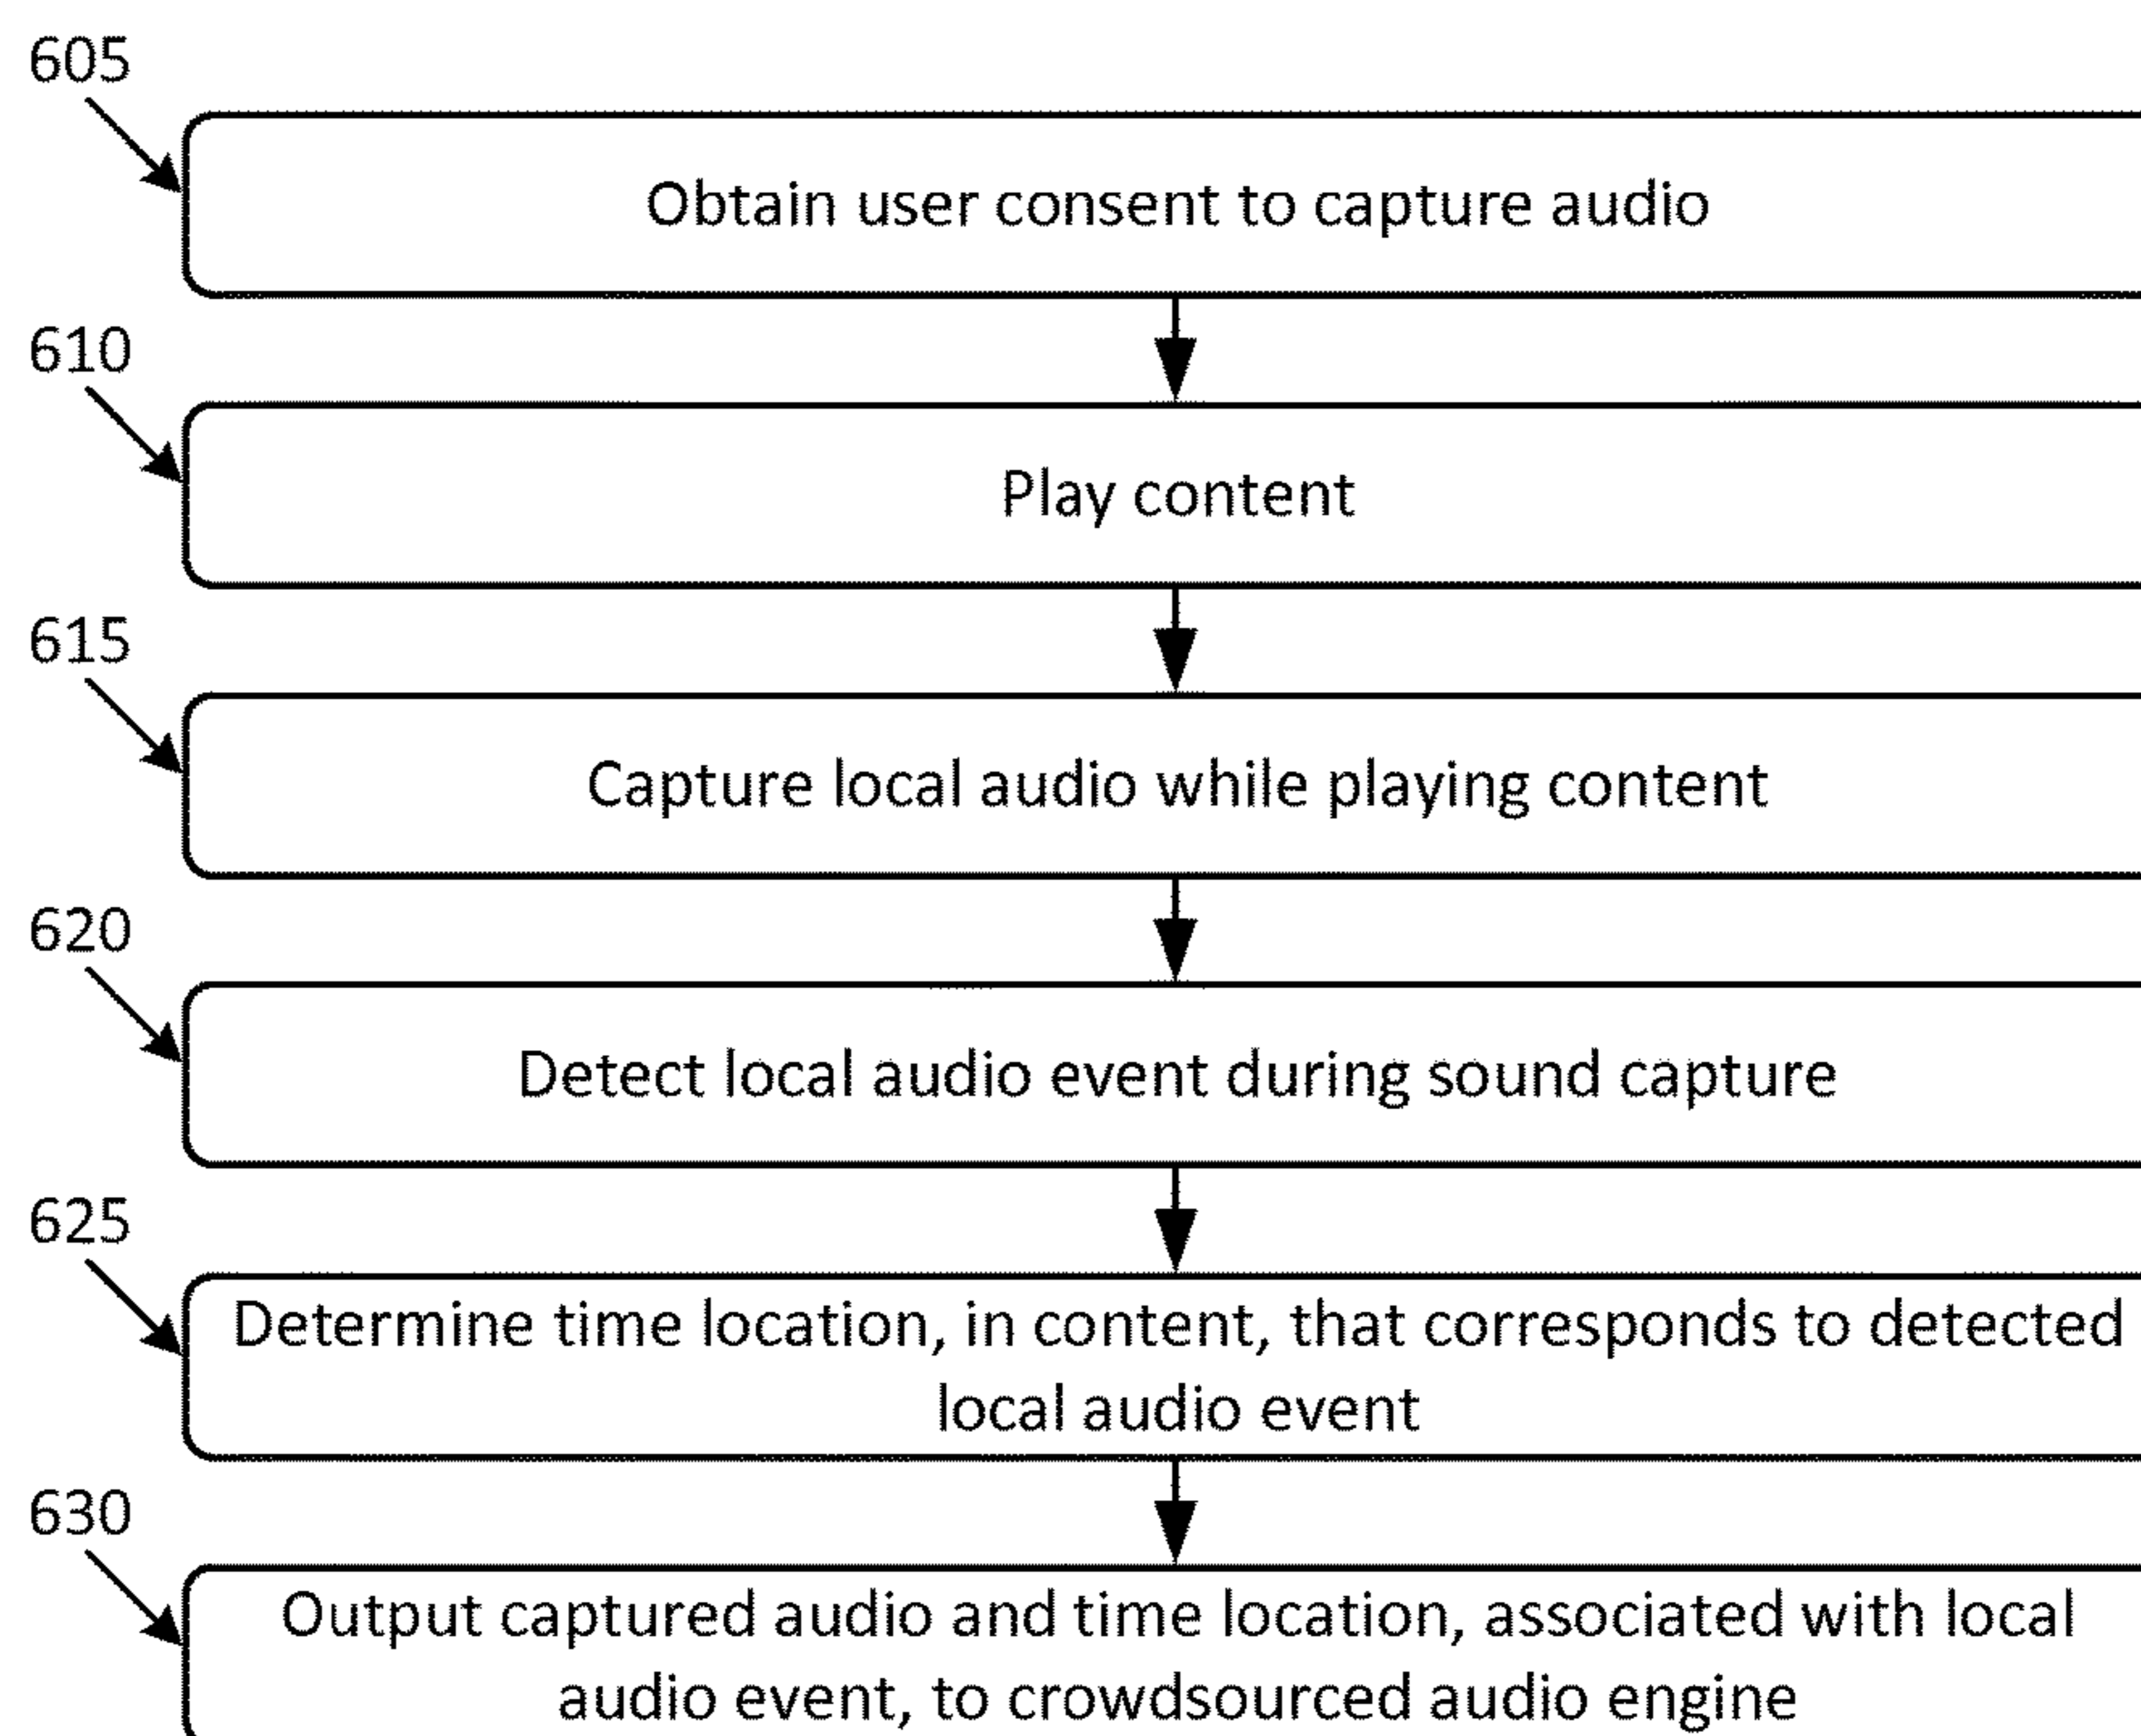 605
Obtain user consent to capture audio
610
Play content
615
Capture local audio while playing content
620
Detect local audio event during sound capture
625
Determine time location, in content, that corresponds to detected
local audio event
630
Output captured audio and time location, associated with local
audio event, to crowdsourced audio engine